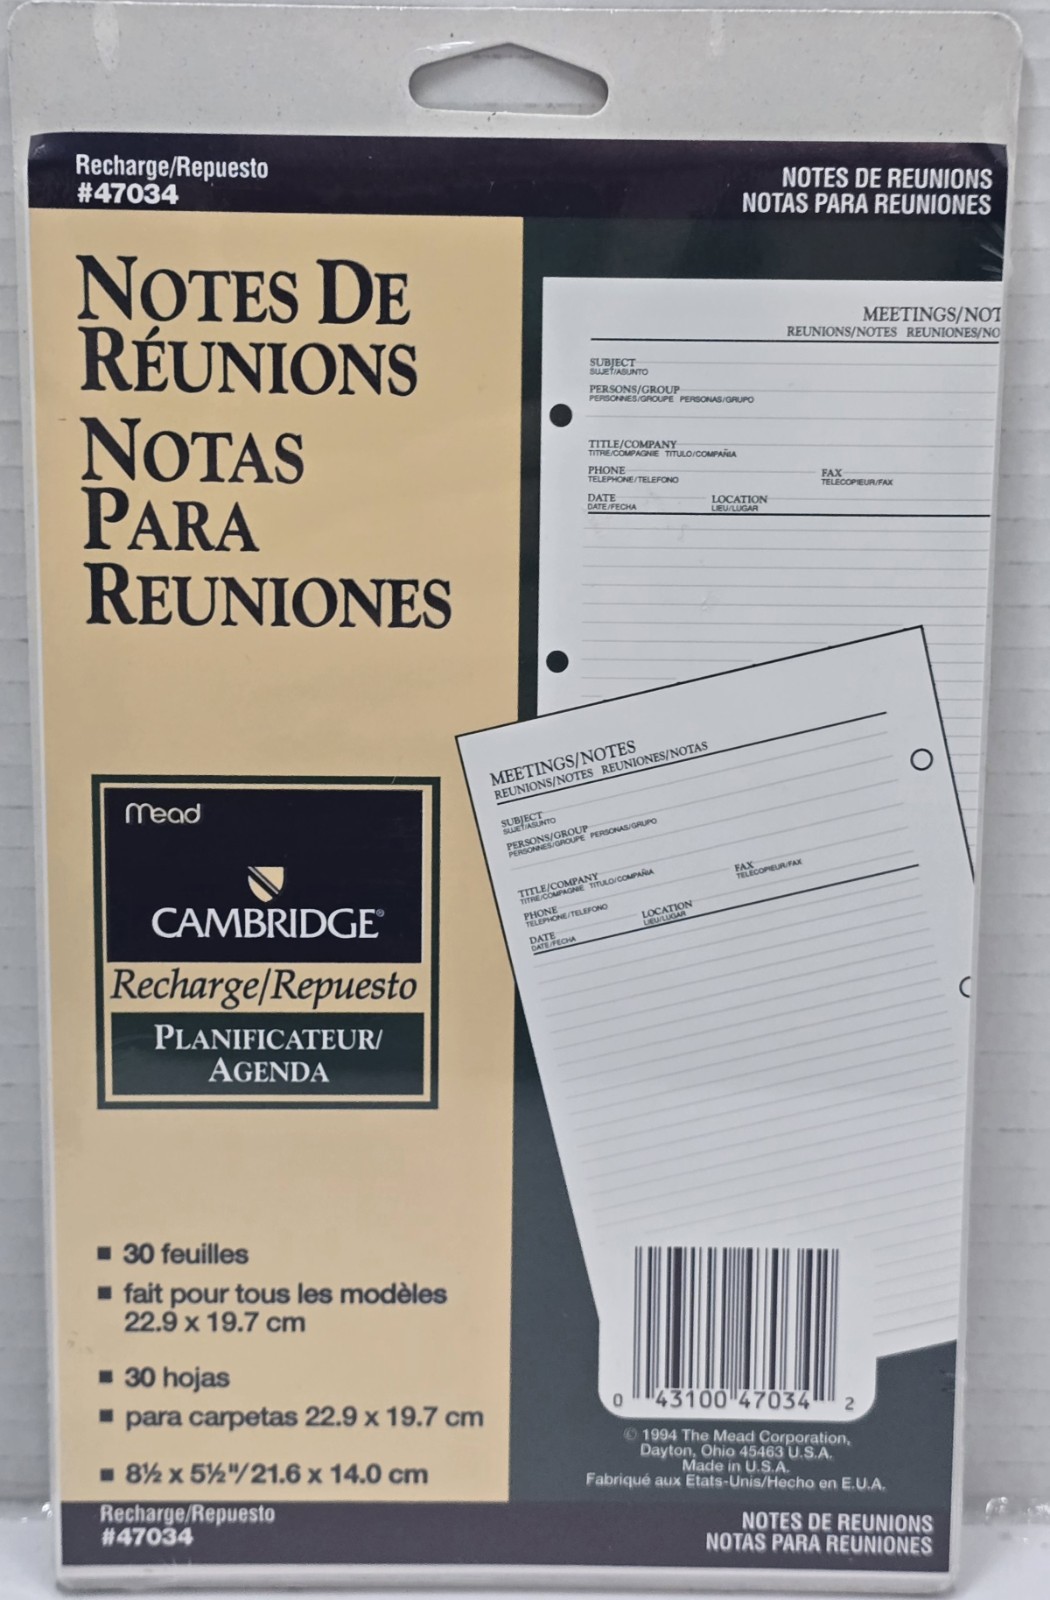 Recharge/Repuesto
#47034
NOTES DE REUNIONS
NOTAS PARA REUNIONES
NOTES DE
RÉUNIONS
NOTAS
PARA
REUNIONES
MEETINGS/NOT
REUNIONS/NOTES REUNIONES/NO
SUBJECT
SUJET/ASUNTO
PERSONS/GROUP
PERSONNES/GROUPE PERSONAS/GRUPO
TITLE/COMPANY
TITRE/COMPAGNIE TITULO/COMPAÑIA
PHONE
TELEPHONE/TELEFONO
FAX
TELECOPIEUR/FAX
DATE
DATE/FECHA
LOCATION
LIEU/LUGAR
MEETINGS/NOTES
REUNIONS/NOTES REUNIONES/NOTAS
SUBJECT
SUJET/ASUNTO
PERSONS/GROUP
PERSONNES/GROUPE PERSONAS/GRUPO
TITLE/COMPANY
TITRE/COMPAGNIE TITULO/COMPAÑIA
FAX
TELECOPIEUR/FAX
PHONE
TELEPHONE/TELEFONO
LOCATION
LIEU/LUGAR
DATE
DATE/FECHA
Mead
CAMBRIDGE®
Recharge/Repuesto
PLANIFICATEUR/
AGENDA
■ 30 feuilles
■ fait pour tous les modèles
22.9 x 19.7 cm
■ 30 hojas
■ para carpetas 22.9 x 19.7 cm
■ 8½ x 5½"/21.6 x 14.0 cm
0 43100 47034 2
© 1994 The Mead Corporation,
Dayton, Ohio 45463 U.S.A.
Made in U.S.A.
Fabriqué aux Etats-Unis/Hecho en E.U.A.
Recharge/Repuesto
#47034
NOTES DE REUNIONS
NOTAS PARA REUNIONES